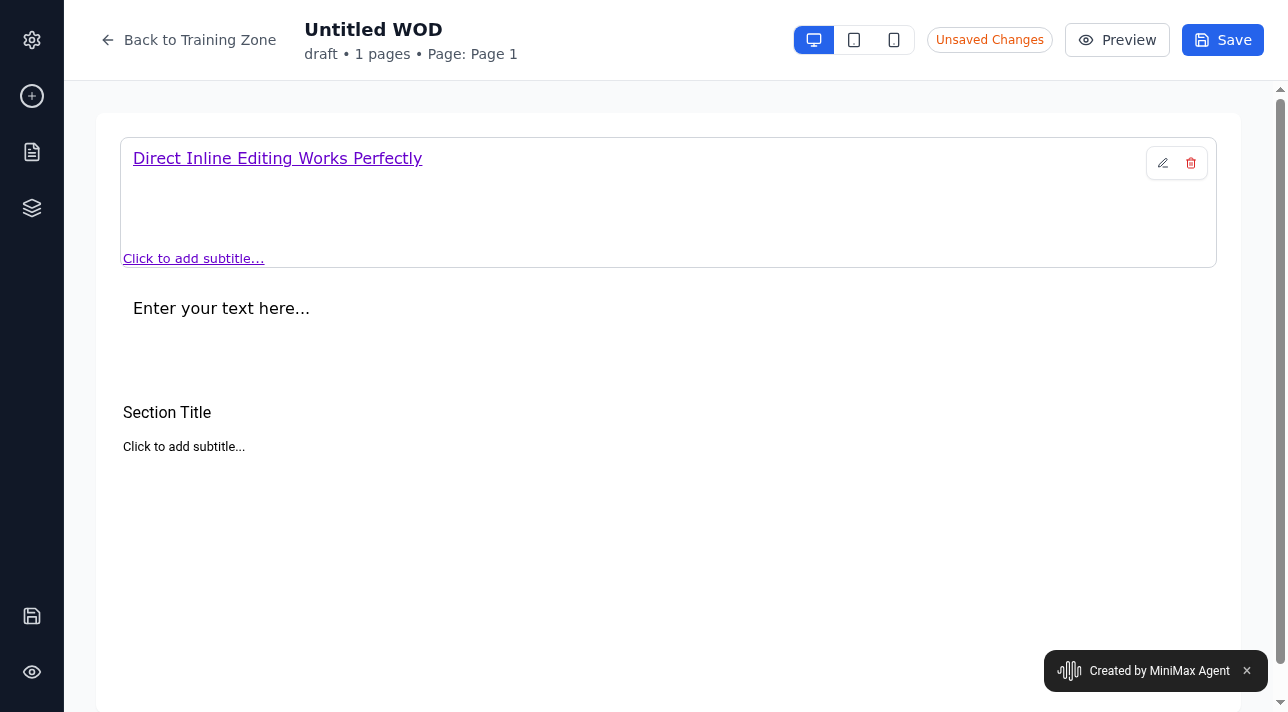 Back to Training Zone
Untitled WOD
draft • 1 pages • Page: Page 1
Unsaved Changes
Preview
Save
Direct Inline Editing Works Perfectly
Click to add subtitle...
Enter your text here...
Section Title
Click to add subtitle...
Created by MiniMax Agent ×